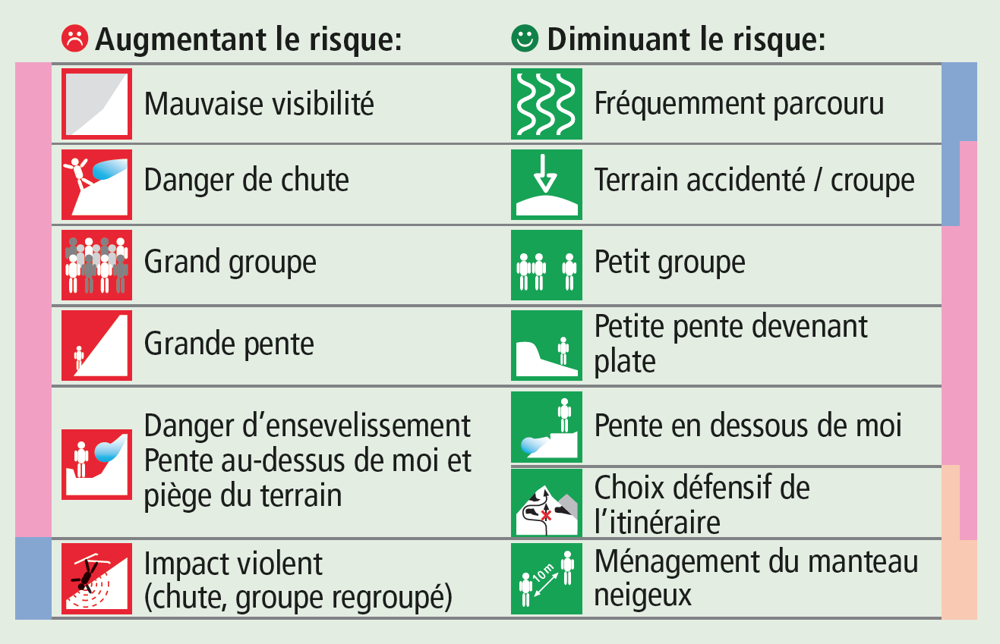 Augmentant le risque:
Diminuant le risque:
Mauvaise visibilité
Fréquemment parcouru
Danger de chute
Terrain accidenté / croupe
Grand groupe
Petit groupe
Grande pente
Petite pente devenant
plate
Danger d’ensevelissement
Pente au-dessus de moi et
piège du terrain
Pente en dessous de moi
Choix défensif de
l’itinéraire
Impact violent
(chute, groupe regroupé)
10 m
Ménagement du manteau
neigeux